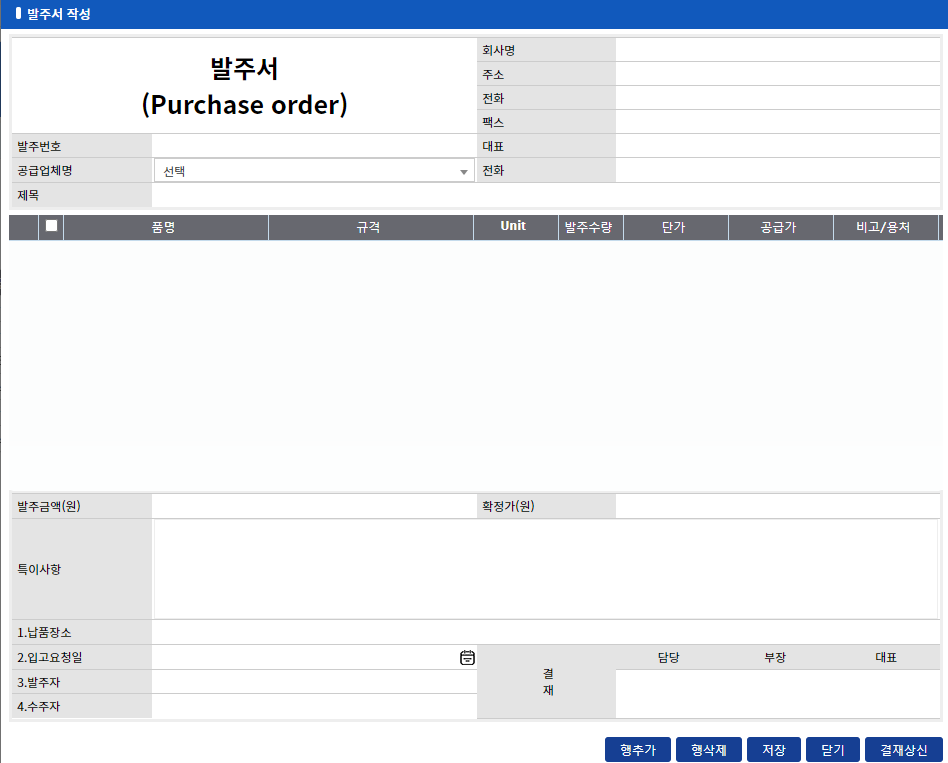 발주서 작성
발주서
(Purchase order)
회사명
주소
전화
팩스
발주번호
대표
공급업체명
선택
전화
제목
품명 규격 Unit 발주수량 단가 공급가 비고/용처
발주금액(원)
확정가(원)
특이사항
1.납품장소
2.입고요청일
3.발주자
4.수주자
결
재
담당 부장 대표
행추가 행삭제 저장 닫기 결재상신